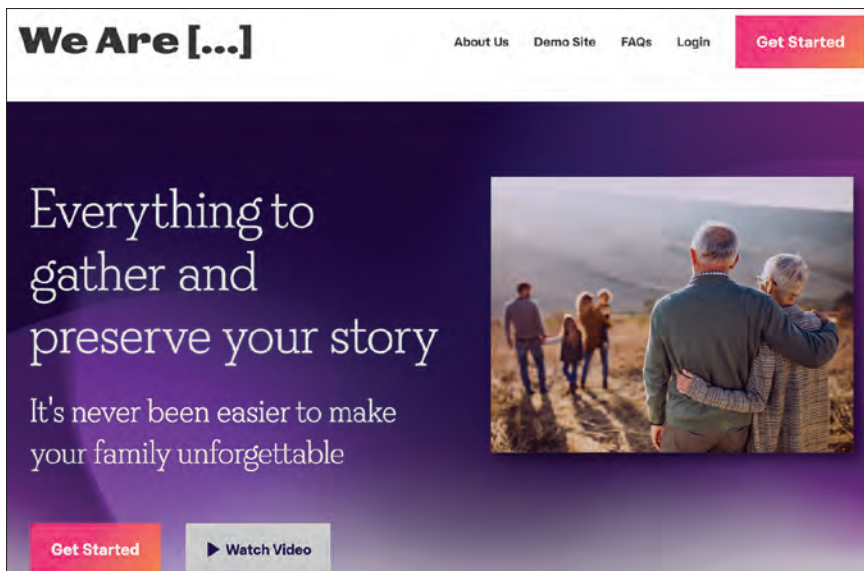 We Are [...]
About Us Demo Site FAQs Login Get Started
Everything to
gather and
preserve your story
It's never been easier to make
your family unforgettable
Get Started ▶ Watch Video